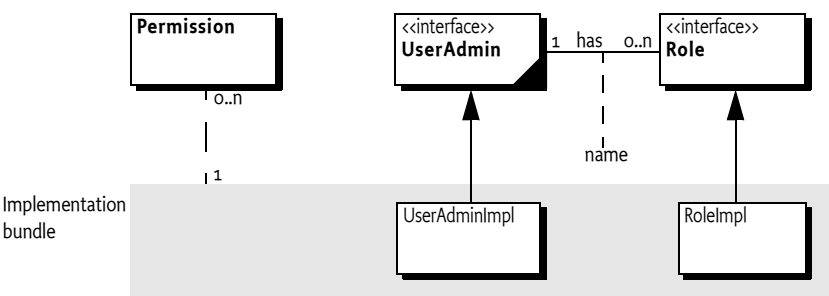 Permission
<<interface>>
UserAdmin
1 has 0..n
<<interface>>
Role
0..n
name
1
Implementation
bundle
UserAdminImpl
RoleImpl